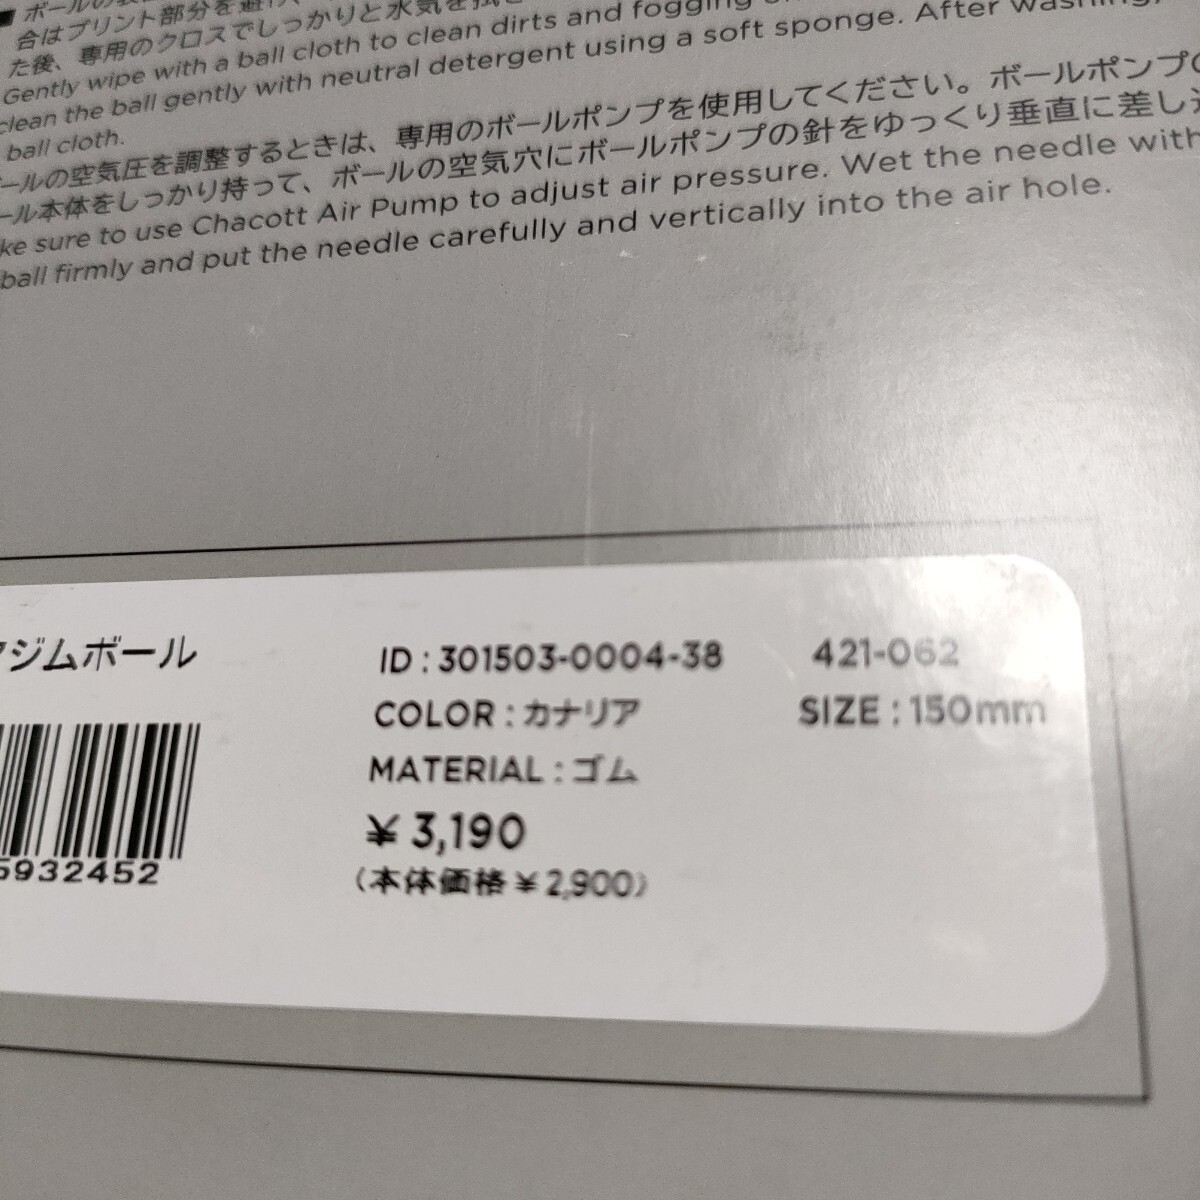 合はプリント部分を避け
た後、専用のクロスでしっかりと水気を
Gently wipe with a ball cloth to clean dirts and fogging
clean the ball gently with neutral detergent using a soft sponge. After washing,
ball cloth.
ールの空気圧を調整するときは、専用のボールポンプを使用してください。ボールポンプの
ール本体をしっかり持って、ボールの空気穴にボールポンプの針をゆっくり垂直に差し
ke sure to use Chacott Air Pump to adjust air pressure. Wet the needle with
ball firmly and put the needle carefully and vertically into the air hole.
ジムボール
ID : 301503-0004-38 421-062
COLOR : カナリア SIZE : 150mm
MATERIAL : ゴム
¥ 3,190
(本体価格 ¥ 2,900)
5932452